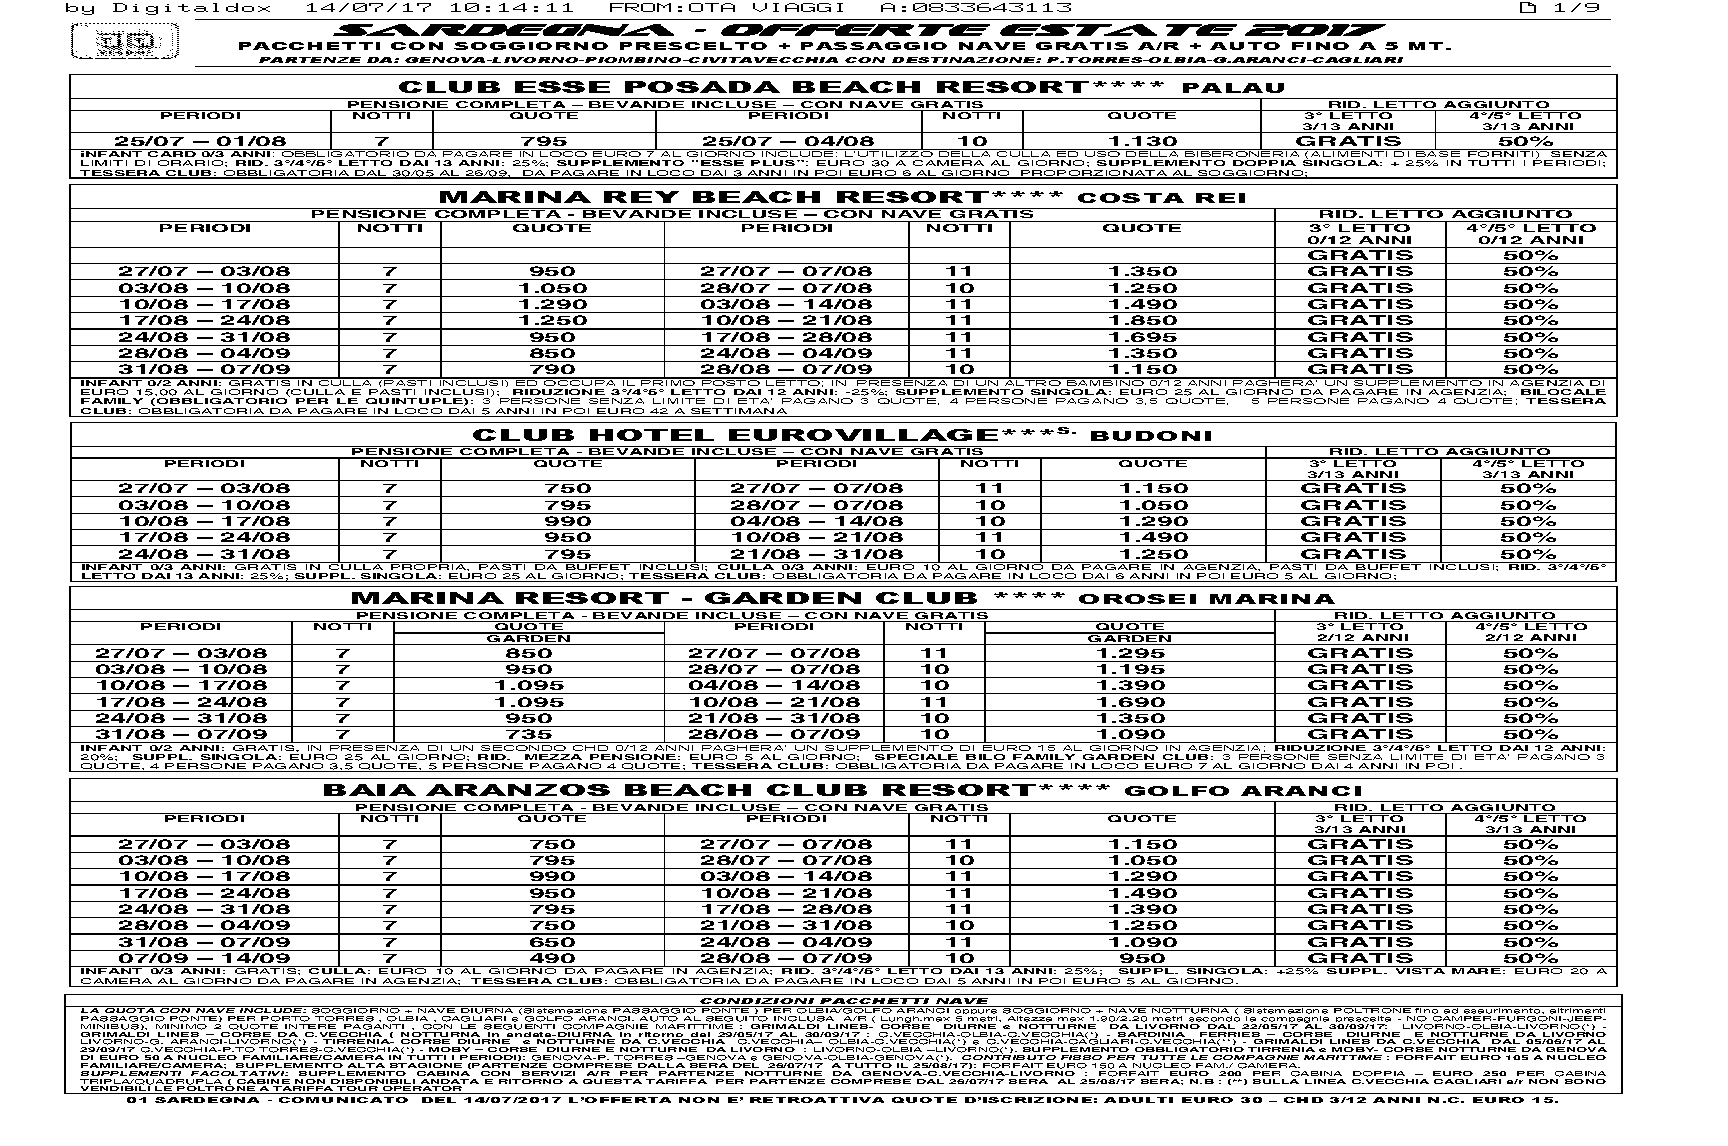 by Digitaldox 14/07/17 10:14:11 FROM:OTA VIAGGI A:0833643113 1/9
SARDEGNA - OFFERTE ESTATE 2017
PACCHETTI CON SOGGIORNO PRESCELTO + PASSAGGIO NAVE GRATIS A/R + AUTO FINO A 5 MT.
PARTENZE DA: GENOVA-LIVORNO-PIOMBINO-CIVITAVECCHIA CON DESTINAZIONE: P.TORRES-OLBIA-G.ARANCI-CAGLIARI
CLUB ESSE POSADA BEACH RESORT**** PALAU
PENSIONE COMPLETA – BEVANDE INCLUSE – CON NAVE GRATIS RID. LETTO AGGIUNTO
PERIODI NOTTI QUOTE PERIODI NOTTI QUOTE 3° LETTO 4°/5° LETTO
3/13 ANNI 3/13 ANNI
25/07 – 01/08 7 795 25/07 – 04/08 10 1.130 GRATIS 50%
INFANT CARD 0/3 ANNI: OBBLIGATORIO DA PAGARE IN LOCO EURO 7 AL GIORNO INCLUDE: L'UTILIZZO DELLA CULLA ED USO DELLA BIBERONERIA (ALIMENTI DI BASE FORNITI) SENZA
LIMITI DI ORARIO; RID. 3°/4°/5° LETTO DAI 13 ANNI: 25%; SUPPLEMENTO "ESSE PLUS": EURO 30 A CAMERA AL GIORNO; SUPPLEMENTO DOPPIA SINGOLA: + 25% IN TUTTI I PERIODI;
TESSERA CLUB: OBBLIGATORIA DAL 30/05 AL 26/09, DA PAGARE IN LOCO DAI 3 ANNI IN POI EURO 6 AL GIORNO PROPORZIONATA AL SOGGIORNO;
MARINA REY BEACH RESORT**** COSTA REI
PENSIONE COMPLETA - BEVANDE INCLUSE – CON NAVE GRATIS RID. LETTO AGGIUNTO
PERIODI NOTTI QUOTE PERIODI NOTTI QUOTE 3° LETTO 4°/5° LETTO
0/12 ANNI 0/12 ANNI
GRATIS 50%
27/07 – 03/08 7 950 27/07 – 07/08 11 1.350 GRATIS 50%
03/08 – 10/08 7 1.050 28/07 – 07/08 10 1.250 GRATIS 50%
10/08 – 17/08 7 1.290 03/08 – 14/08 11 1.490 GRATIS 50%
17/08 – 24/08 7 1.250 10/08 – 21/08 11 1.850 GRATIS 50%
24/08 – 31/08 7 950 17/08 – 28/08 11 1.695 GRATIS 50%
28/08 – 04/09 7 850 24/08 – 04/09 11 1.350 GRATIS 50%
31/08 – 07/09 7 790 28/08 – 07/09 10 1.150 GRATIS 50%
INFANT 0/2 ANNI: GRATIS IN CULLA (PASTI INCLUSI) ED OCCUPA IL PRIMO POSTO LETTO; IN PRESENZA DI UN ALTRO BAMBINO 0/12 ANNI PAGHERA' UN SUPPLEMENTO IN AGENZIA DI
EURO 15,00 AL GIORNO (CULLA E PASTI INCLUSI); RIDUZIONE 3°/4°/5° LETTO DAI 12 ANNI: -25%; SUPPLEMENTO SINGOLA: EURO 25 AL GIORNO DA PAGARE IN AGENZIA; BILOCALE
FAMILY (OBBLIGATORIO PER LE QUINTUPLE): 3 PERSONE SENZA LIMITE DI ETA' PAGANO 3 QUOTE, 4 PERSONE PAGANO 3,5 QUOTE, 5 PERSONE PAGANO 4 QUOTE; TESSERA
CLUB: OBBLIGATORIA DA PAGARE IN LOCO DAI 5 ANNI IN POI EURO 42 A SETTIMANA
CLUB HOTEL EUROVILLAGE***S. BUDONI
PENSIONE COMPLETA - BEVANDE INCLUSE – CON NAVE GRATIS RID. LETTO AGGIUNTO
PERIODI NOTTI QUOTE PERIODI NOTTI QUOTE 3° LETTO 4°/5° LETTO
3/13 ANNI 3/13 ANNI
27/07 – 03/08 7 750 27/07 – 07/08 11 1.150 GRATIS 50%
03/08 – 10/08 7 795 28/07 – 07/08 10 1.050 GRATIS 50%
10/08 – 17/08 7 990 04/08 – 14/08 10 1.290 GRATIS 50%
17/08 – 24/08 7 950 10/08 – 21/08 11 1.490 GRATIS 50%
24/08 – 31/08 7 795 21/08 – 31/08 10 1.250 GRATIS 50%
INFANT 0/3 ANNI: GRATIS IN CULLA PROPRIA, PASTI DA BUFFET INCLUSI; CULLA 0/3 ANNI: EURO 10 AL GIORNO DA PAGARE IN AGENZIA, PASTI DA BUFFET INCLUSI; RID. 3°/4°/5°
LETTO DAI 13 ANNI: 25%; SUPPL. SINGOLA: EURO 25 AL GIORNO; TESSERA CLUB: OBBLIGATORIA DA PAGARE IN LOCO DAI 6 ANNI IN POI EURO 5 AL GIORNO;
MARINA RESORT - GARDEN CLUB **** OROSEI MARINA
PENSIONE COMPLETA - BEVANDE INCLUSE – CON NAVE GRATIS RID. LETTO AGGIUNTO
PERIODI NOTTI QUOTE PERIODI NOTTI QUOTE 3° LETTO 4°/5° LETTO
GARDEN GARDEN 2/12 ANNI 2/12 ANNI
27/07 – 03/08 7 850 27/07 – 07/08 11 1.295 GRATIS 50%
03/08 – 10/08 7 950 28/07 – 07/08 10 1.195 GRATIS 50%
10/08 – 17/08 7 1.095 04/08 – 14/08 10 1.390 GRATIS 50%
17/08 – 24/08 7 1.095 10/08 – 21/08 11 1.690 GRATIS 50%
24/08 – 31/08 7 950 21/08 – 31/08 10 1.350 GRATIS 50%
31/08 – 07/09 7 735 28/08 – 07/09 10 1.090 GRATIS 50%
INFANT 0/2 ANNI: GRATIS, IN PRESENZA DI UN SECONDO CHD 0/12 ANNI PAGHERA' UN SUPPLEMENTO DI EURO 15 AL GIORNO IN AGENZIA; RIDUZIONE 3°/4°/5° LETTO DAI 12 ANNI:
20%; SUPPL. SINGOLA: EURO 25 AL GIORNO; RID. MEZZA PENSIONE: EURO 5 AL GIORNO; SPECIALE BILO FAMILY GARDEN CLUB: 3 PERSONE SENZA LIMITE DI ETA' PAGANO 3
QUOTE, 4 PERSONE PAGANO 3,5 QUOTE, 5 PERSONE PAGANO 4 QUOTE; TESSERA CLUB: OBBLIGATORIA DA PAGARE IN LOCO EURO 7 AL GIORNO DAI 4 ANNI IN POI .
BAIA ARANZOS BEACH CLUB RESORT**** GOLFO ARANCI
PENSIONE COMPLETA - BEVANDE INCLUSE – CON NAVE GRATIS RID. LETTO AGGIUNTO
PERIODI NOTTI QUOTE PERIODI NOTTI QUOTE 3° LETTO 4°/5° LETTO
3/13 ANNI 3/13 ANNI
27/07 – 03/08 7 750 27/07 – 07/08 11 1.150 GRATIS 50%
03/08 – 10/08 7 795 28/07 – 07/08 10 1.050 GRATIS 50%
10/08 – 17/08 7 990 03/08 – 14/08 11 1.290 GRATIS 50%
17/08 – 24/08 7 950 10/08 – 21/08 11 1.490 GRATIS 50%
24/08 – 31/08 7 795 17/08 – 28/08 11 1.390 GRATIS 50%
28/08 – 04/09 7 750 21/08 – 31/08 10 1.250 GRATIS 50%
31/08 – 07/09 7 650 24/08 – 04/09 11 1.090 GRATIS 50%
07/09 – 14/09 7 490 28/08 – 07/09 10 950 GRATIS 50%
INFANT 0/3 ANNI: GRATIS; CULLA: EURO 10 AL GIORNO DA PAGARE IN AGENZIA; RID. 3°/4°/5° LETTO DAI 13 ANNI: 25%; SUPPL. SINGOLA: +25% SUPPL. VISTA MARE: EURO 20 A
CAMERA AL GIORNO DA PAGARE IN AGENZIA; TESSERA CLUB: OBBLIGATORIA DA PAGARE IN LOCO DAI 5 ANNI IN POI EURO 5 AL GIORNO.
CONDIZIONI PACCHETTI NAVE
LA QUOTA CON NAVE INCLUDE: SOGGIORNO + NAVE DIURNA (Sistemazione PASSAGGIO PONTE ) PER OLBIA/GOLFO ARANCI oppure SOGGIORNO + NAVE NOTTURNA ( Sistemazione POLTRONE fino ad esaurimento, altrimenti
PASSAGGIO PONTE) PER PORTO TORRES , OLBIA , CAGLIARI e GOLFO ARANCI, AUTO AL SEGUITO INCLUSA A/R ( Lungh.max 5 metri, Altezza max 1.90/2.20 metri secondo la compagnia prescelta - NO CAMPER-FURGONI-JEEP-
MINIBUS), MINIMO 2 QUOTE INTERE PAGANTI , CON LE SEGUENTI COMPAGNIE MARITTIME : GRIMALDI LINES- CORSE DIURNE e NOTTURNE DA LIVORNO DAL 22/05/17 AL 30/09/17: LIVORNO-OLBIA-LIVORNO(*) -
GRIMALDI LINES – CORSE DA C.VECCHIA ( NOTTURNA in andata-DIURNA in ritorno dal 29/05/17 AL 30/09/17 : C.VECCHIA-OLBIA-C.VECCHIA(*) - SARDINIA FERRIES – CORSE DIURNE e NOTTURNE DA LIVORNO :
LIVORNO-G. ARANCI-LIVORNO(*) - TIRRENIA- CORSE DIURNE e NOTTURNE DA C.VECCHIA : C.VECCHIA– OLBIA-C.VECCHIA(*) e C.VECCHIA-CAGLIARI-C.VECCHIA(**) - GRIMALDI LINES DA C.VECCHIA DAL 05/06/17 AL
29/09/17 C.VECCHIA-P.TO TORRES-C.VECCHIA(*) - MOBY – CORSE DIURNE E NOTTURNE DA LIVORNO : LIVORNO-OLBIA –LIVORNO(*). SUPPLEMENTO OBBLIGATORIO TIRRENIA e MOBY- CORSE NOTTURNE DA GENOVA
DI EURO 50 A NUCLEO FAMILIARE/CAMERA IN TUTTI I PERIODI): GENOVA-P. TORRES –GENOVA e GENOVA-OLBIA-GENOVA(*). CONTRIBUTO FISSO PER TUTTE LE COMPAGNIE MARITTIME : FORFAIT EURO 105 A NUCLEO
FAMILIARE/CAMERA; SUPPLEMENTO ALTA STAGIONE (PARTENZE COMPRESE DALLA SERA DEL 26/07/17 A TUTTO IL 25/08/17): FORFAIT EURO 150 A NUCLEO FAM./ CAMERA.
SUPPLEMENTI FACOLTATIVI: SUPPLEMENTO CABINA CON SERVIZI A/R PER PARTENZE NOTTURNE DA GENOVA-C.VECCHIA-LIVORNO : FORFAIT EURO 200 PER CABINA DOPPIA – EURO 250 PER CABINA
TRIPLA/QUADRUPLA ( CABINE NON DISPONIBILI ANDATA E RITORNO A QUESTA TARIFFA PER PARTENZE COMPRESE DAL 26/07/17 SERA AL 25/08/17 SERA; N.B : (**) SULLA LINEA C.VECCHIA CAGLIARI a/r NON SONO
VENDIBILI LE POLTRONE A TARIFFA TOUR OPERATOR
01 SARDEGNA - COMUNICATO DEL 14/07/2017 L'OFFERTA NON E' RETROATTIVA QUOTE D'ISCRIZIONE: ADULTI EURO 30 – CHD 3/12 ANNI N.C. EURO 15.